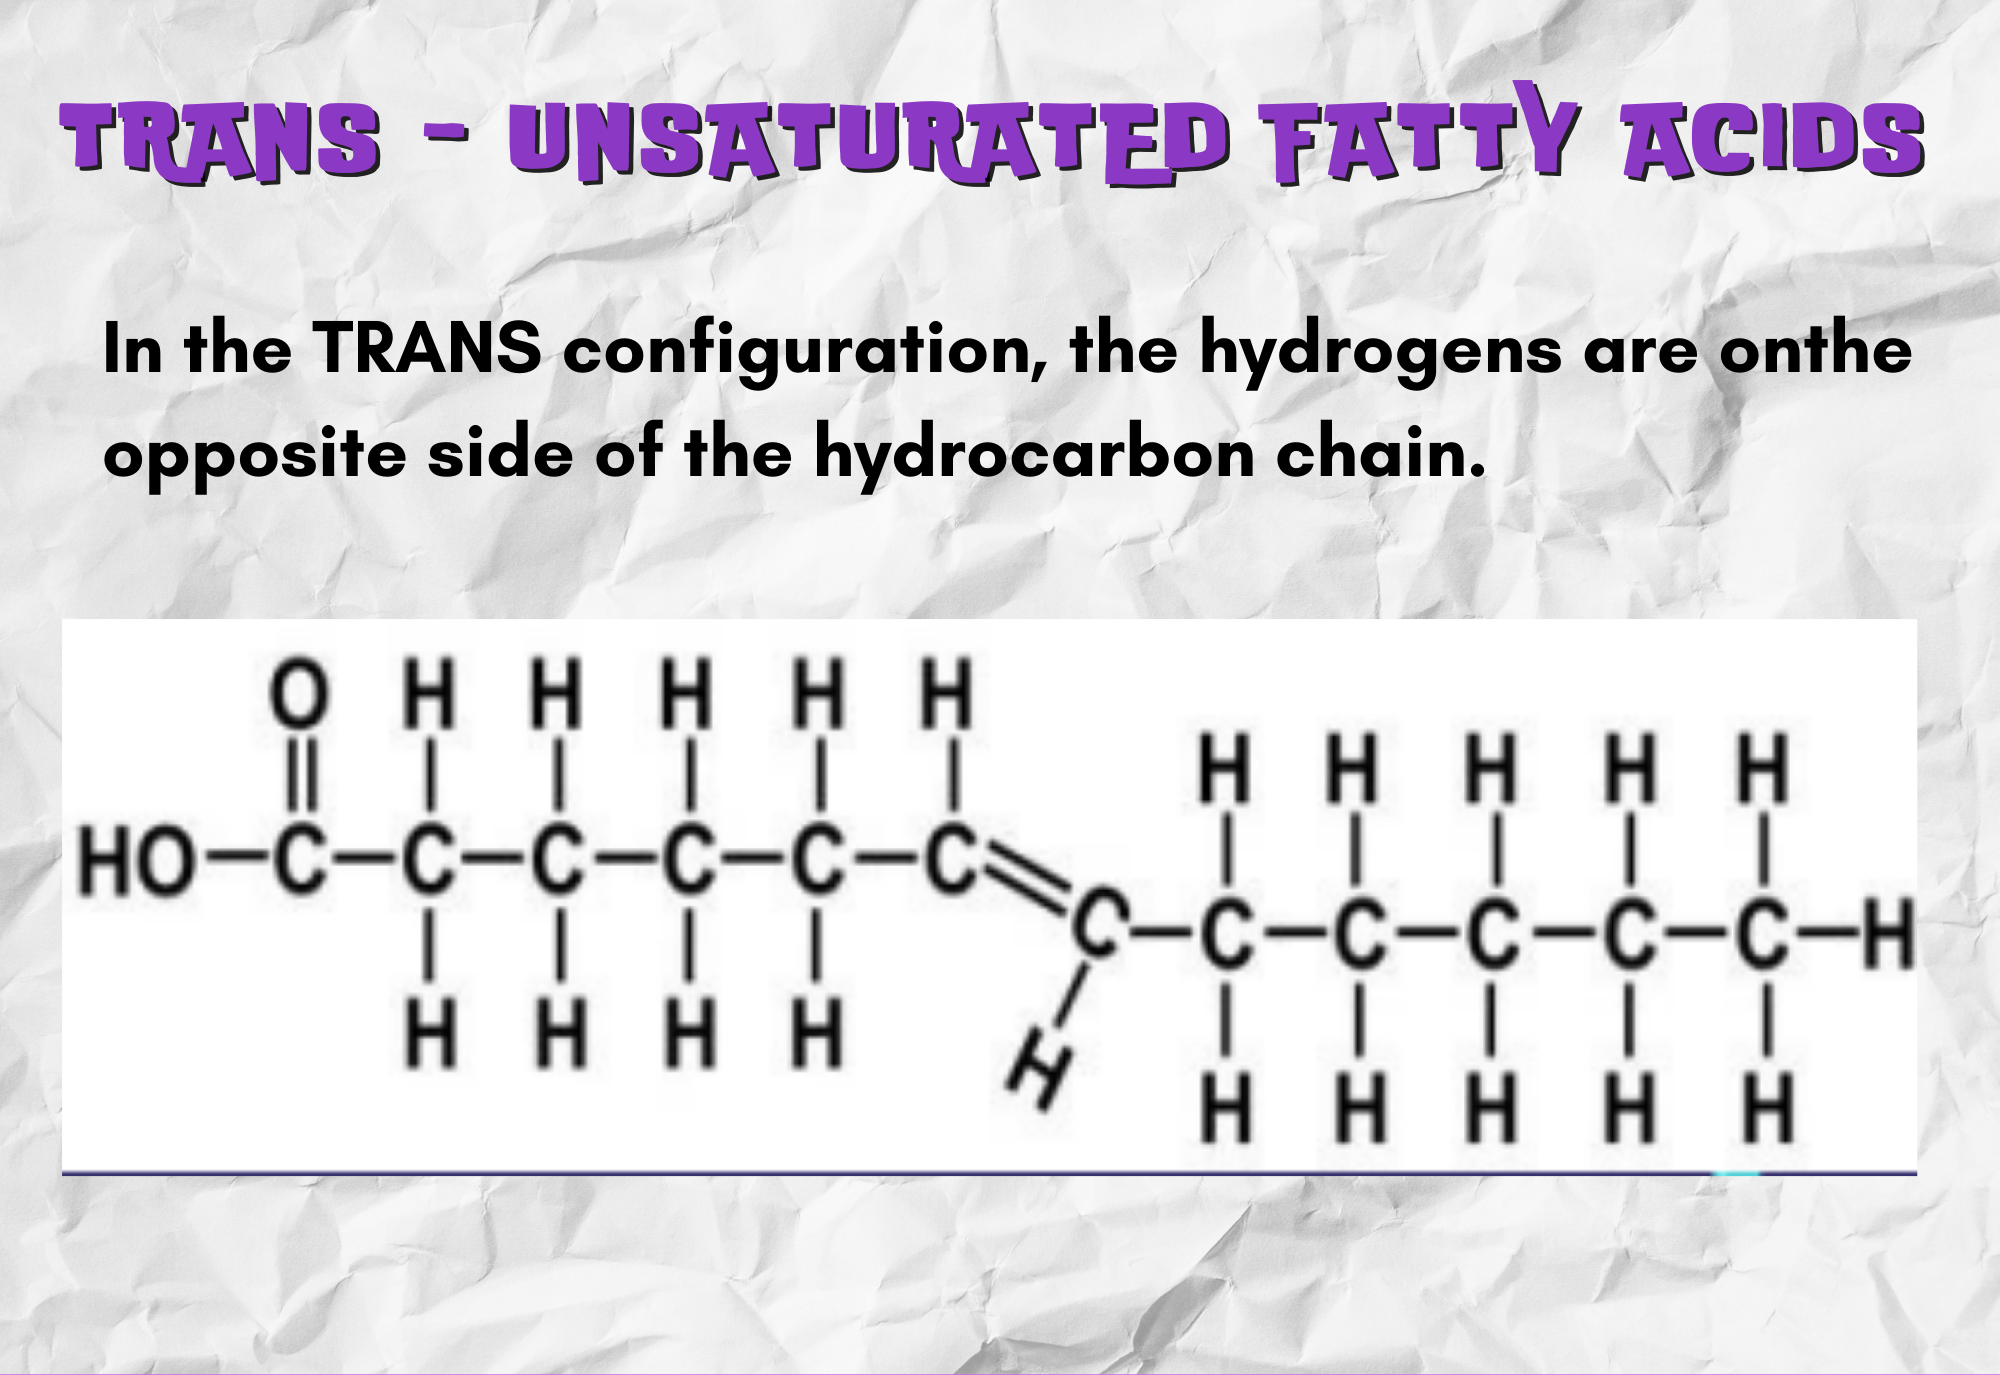 TRANS - UNSATURATED FATTY ACIDS
In the TRANS configuration, the hydrogens are onthe
opposite side of the hydrocarbon chain.
O H H H H H
H H H H H
HO C C C C C C
C C C C C C H
H H H H
H
H H H H H